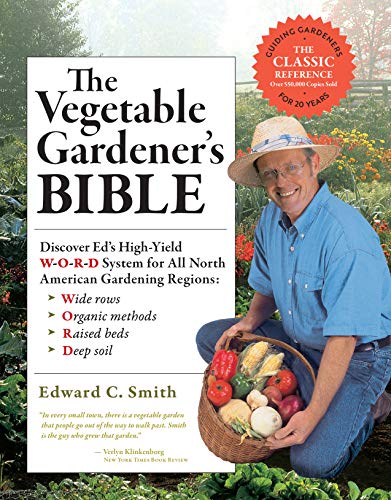 GUIDING GARDENERS
THE
CLASSIC
REFERENCE
Over 550,000 Copies Sold
FOR 20 YEARS
The
Vegetable
Gardener's
BIBLE
Discover Ed's High-Yield
W-O-R-D System for All North
American Gardening Regions:
Wide rows
Organic methods
Raised beds
Deep soil
Edward C. Smith
"In every small town, there is a vegetable garden
that people go out of the way to walk past. Smith
is the guy who grew that garden."
— Verlyn Klinkenborg
NEW YORK TIMES BOOK REVIEW